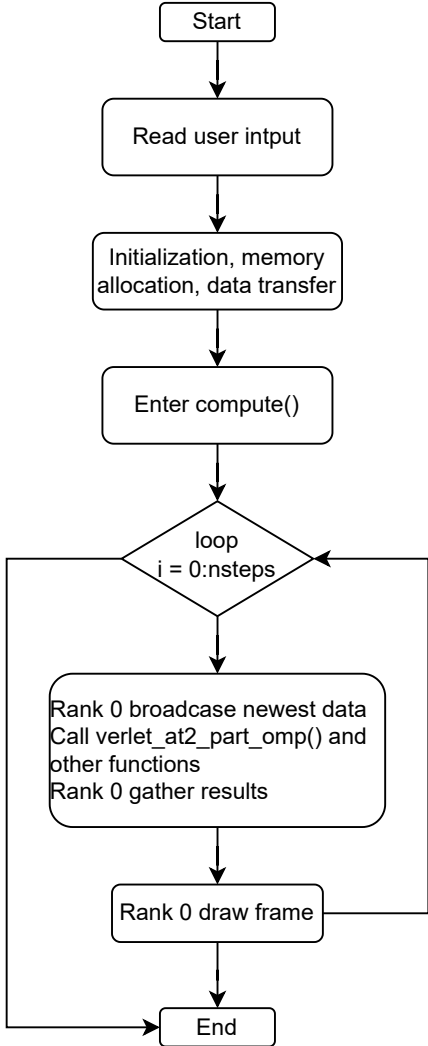 Start
Read user intput
Initialization, memory
allocation, data transfer
Enter compute()
loop
i = 0:nsteps
Rank 0 broadcase newest data
Call verlet_at2_part_omp() and
other functions
Rank 0 gather results
Rank 0 draw frame
End